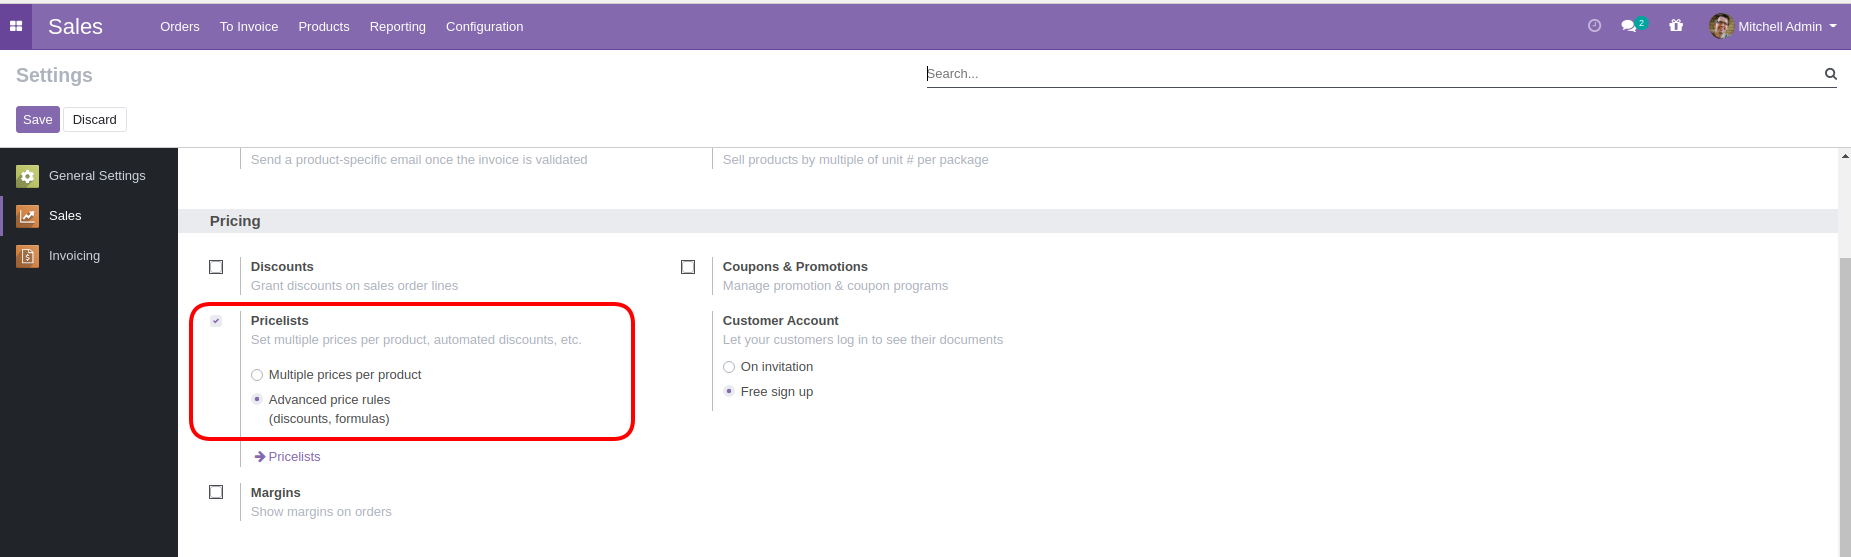 Sales
Orders
To Invoice
Products
Reporting
Configuration
2
Mitchell Admin
Settings
Search...
Save
Discard
General Settings
Sales
Invoicing
Send a product-specific email once the invoice is validated
Sell products by multiple of unit # per package
Pricing
Discounts
Grant discounts on sales order lines
Coupons & Promotions
Manage promotion & coupon programs
Pricelists
Set multiple prices per product, automated discounts, etc.
Multiple prices per product
Advanced price rules
(discounts, formulas)
Pricelists
Customer Account
Let your customers log in to see their documents
On invitation
Free sign up
Margins
Show margins on orders